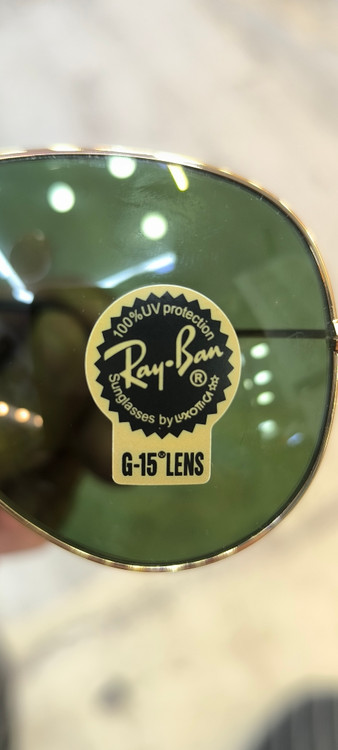 100%UV protection
Ray•Ban®
Sunglasses by LUXOTTICA
G-15® LENS